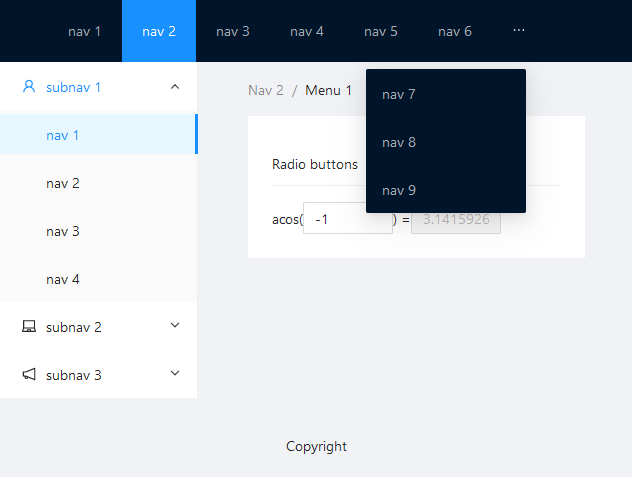 nav 1 nav 2 nav 3 nav 4 nav 5 nav 6 ···
subnav 1
nav 1
nav 2
nav 3
nav 4
subnav 2
subnav 3
Nav 2 / Menu 1
nav 7
nav 8
nav 9
Radio buttons
acos( -1 ) = 3.1415926
Copyright